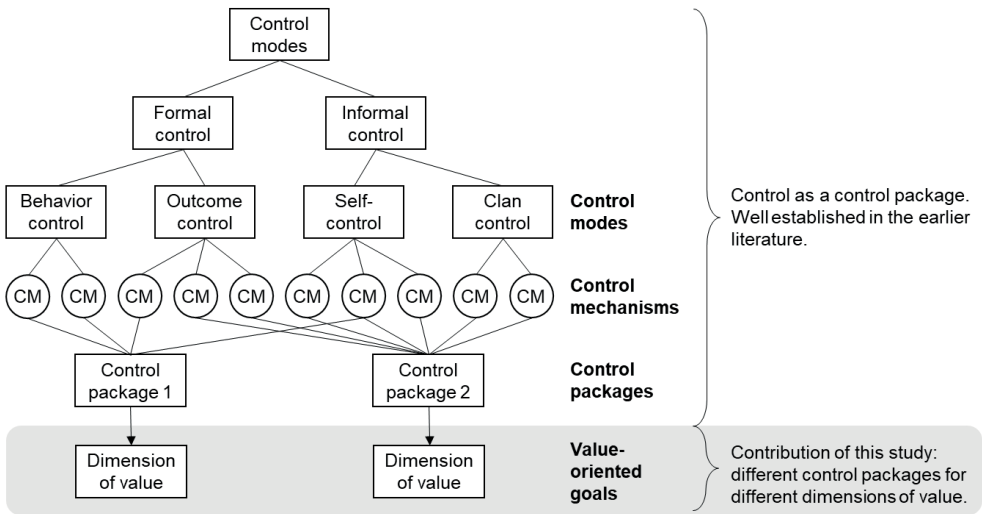 Control
modes
Formal
control
Informal
control
Behavior
control
Outcome
control
Self-
control
Clan
control
Control
modes
CM
CM
CM
CM
CM
CM
CM
CM
CM
CM
Control
mechanisms
Control
package 1
Control
package 2
Control
packages
Control as a control package.
Well established in the earlier
literature.
Dimension
of value
Dimension
of value
Value-
oriented
goals
Contribution of this study:
different control packages for
different dimensions of value.